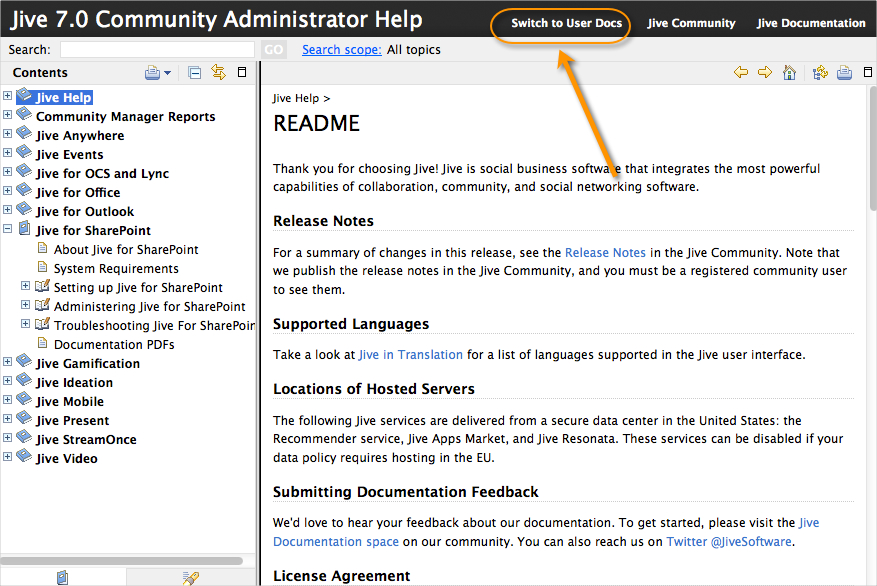 Jive 7.0 Community Administrator Help
Switch to User Docs
Jive Community
Jive Documentation
Search:
GO
Search scope: All topics
Contents
Jive Help
Community Manager Reports
Jive Anywhere
Jive Events
Jive for OCS and Lync
Jive for Office
Jive for Outlook
Jive for SharePoint
About Jive for SharePoint
System Requirements
Setting up Jive for SharePoint
Administering Jive for SharePoint
Troubleshooting Jive For SharePoin
Documentation PDFs
Jive Gamification
Jive Ideation
Jive Mobile
Jive Present
Jive StreamOnce
Jive Video
Jive Help >
README
Thank you for choosing Jive! Jive is social business software that integrates the most powerful
capabilities of collaboration, community, and social networking software.
Release Notes
For a summary of changes in this release, see the Release Notes in the Jive Community. Note that
we publish the release notes in the Jive Community, and you must be a registered community user
to see them.
Supported Languages
Take a look at Jive in Translation for a list of languages supported in the Jive user interface.
Locations of Hosted Servers
The following Jive services are delivered from a secure data center in the United States: the
Recommender service, Jive Apps Market, and Jive Resonata. These services can be disabled if your
data policy requires hosting in the EU.
Submitting Documentation Feedback
We'd love to hear your feedback about our documentation. To get started, please visit the Jive
Documentation space on our community. You can also reach us on Twitter @JiveSoftware.
License Agreement